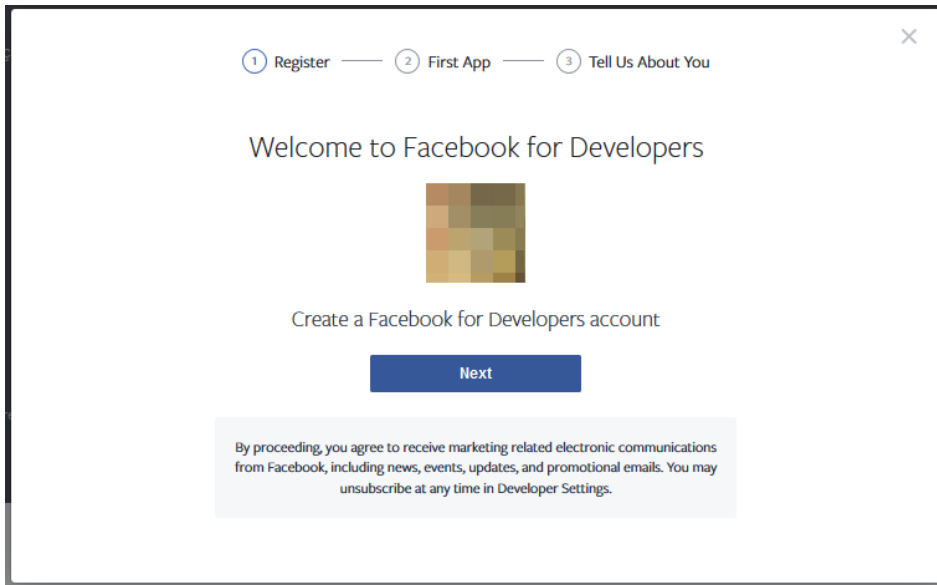 1 Register 2 First App 3 Tell Us About You
Welcome to Facebook for Developers
Create a Facebook for Developers account
Next
By proceeding, you agree to receive marketing related electronic communications
from Facebook, including news, events, updates, and promotional emails. You may
unsubscribe at any time in Developer Settings.